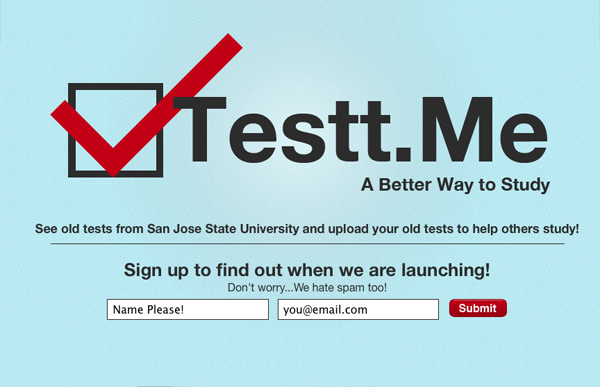 Testt.Me
A Better Way to Study
See old tests from San Jose State University and upload your old tests to help others study!
Sign up to find out when we are launching!
Don't worry...We hate spam too!
Name Please! you@email.com Submit